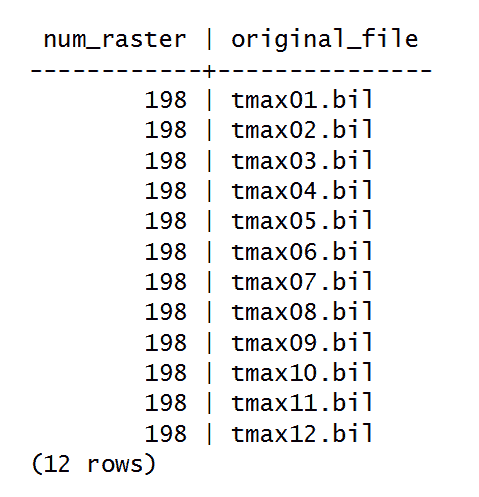 num_raster | original_file
------------+---------------
        198 | tmax01.bil
        198 | tmax02.bil
        198 | tmax03.bil
        198 | tmax04.bil
        198 | tmax05.bil
        198 | tmax06.bil
        198 | tmax07.bil
        198 | tmax08.bil
        198 | tmax09.bil
        198 | tmax10.bil
        198 | tmax11.bil
        198 | tmax12.bil
(12 rows)